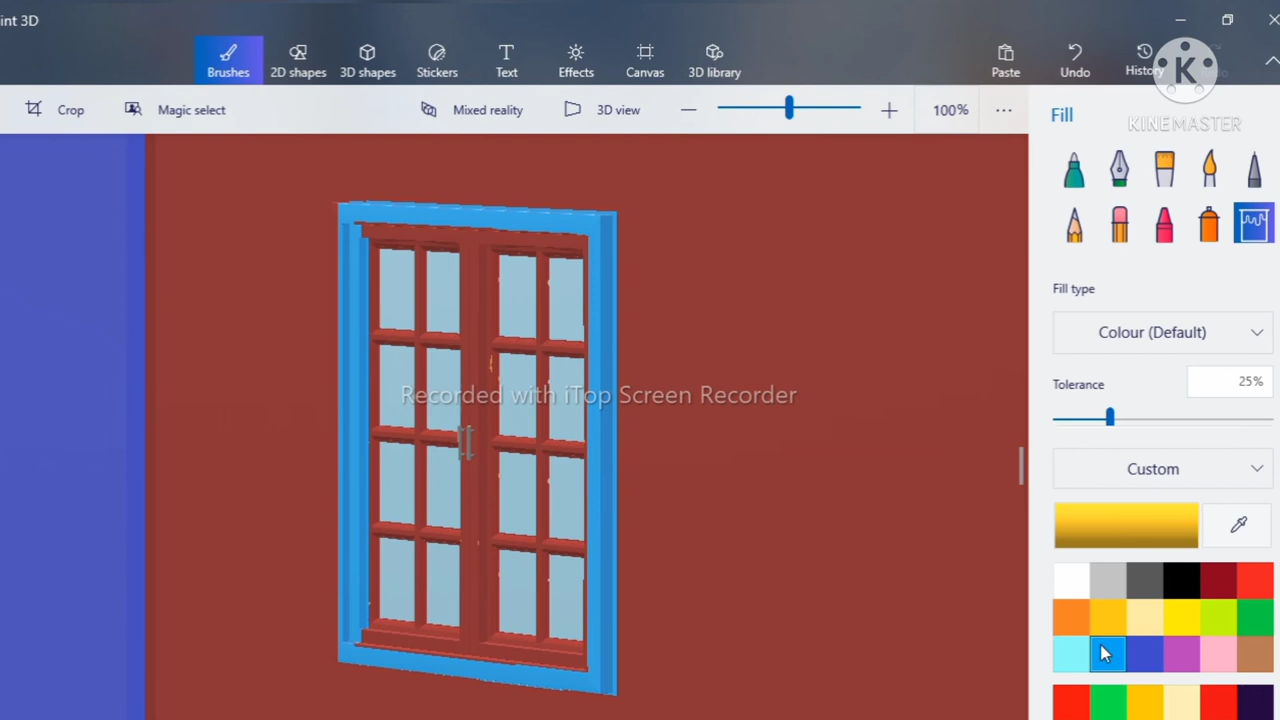 int 3D
Brushes
2D shapes
3D shapes
Stickers
Text
Effects
Canvas
3D library
Paste
Undo
History
Crop
Magic select
Mixed reality
3D view
100%
Fill
K
KINEMASTER
Fill type
Colour (Default)
Tolerance
25%
Recorded with iTop Screen Recorder
Custom